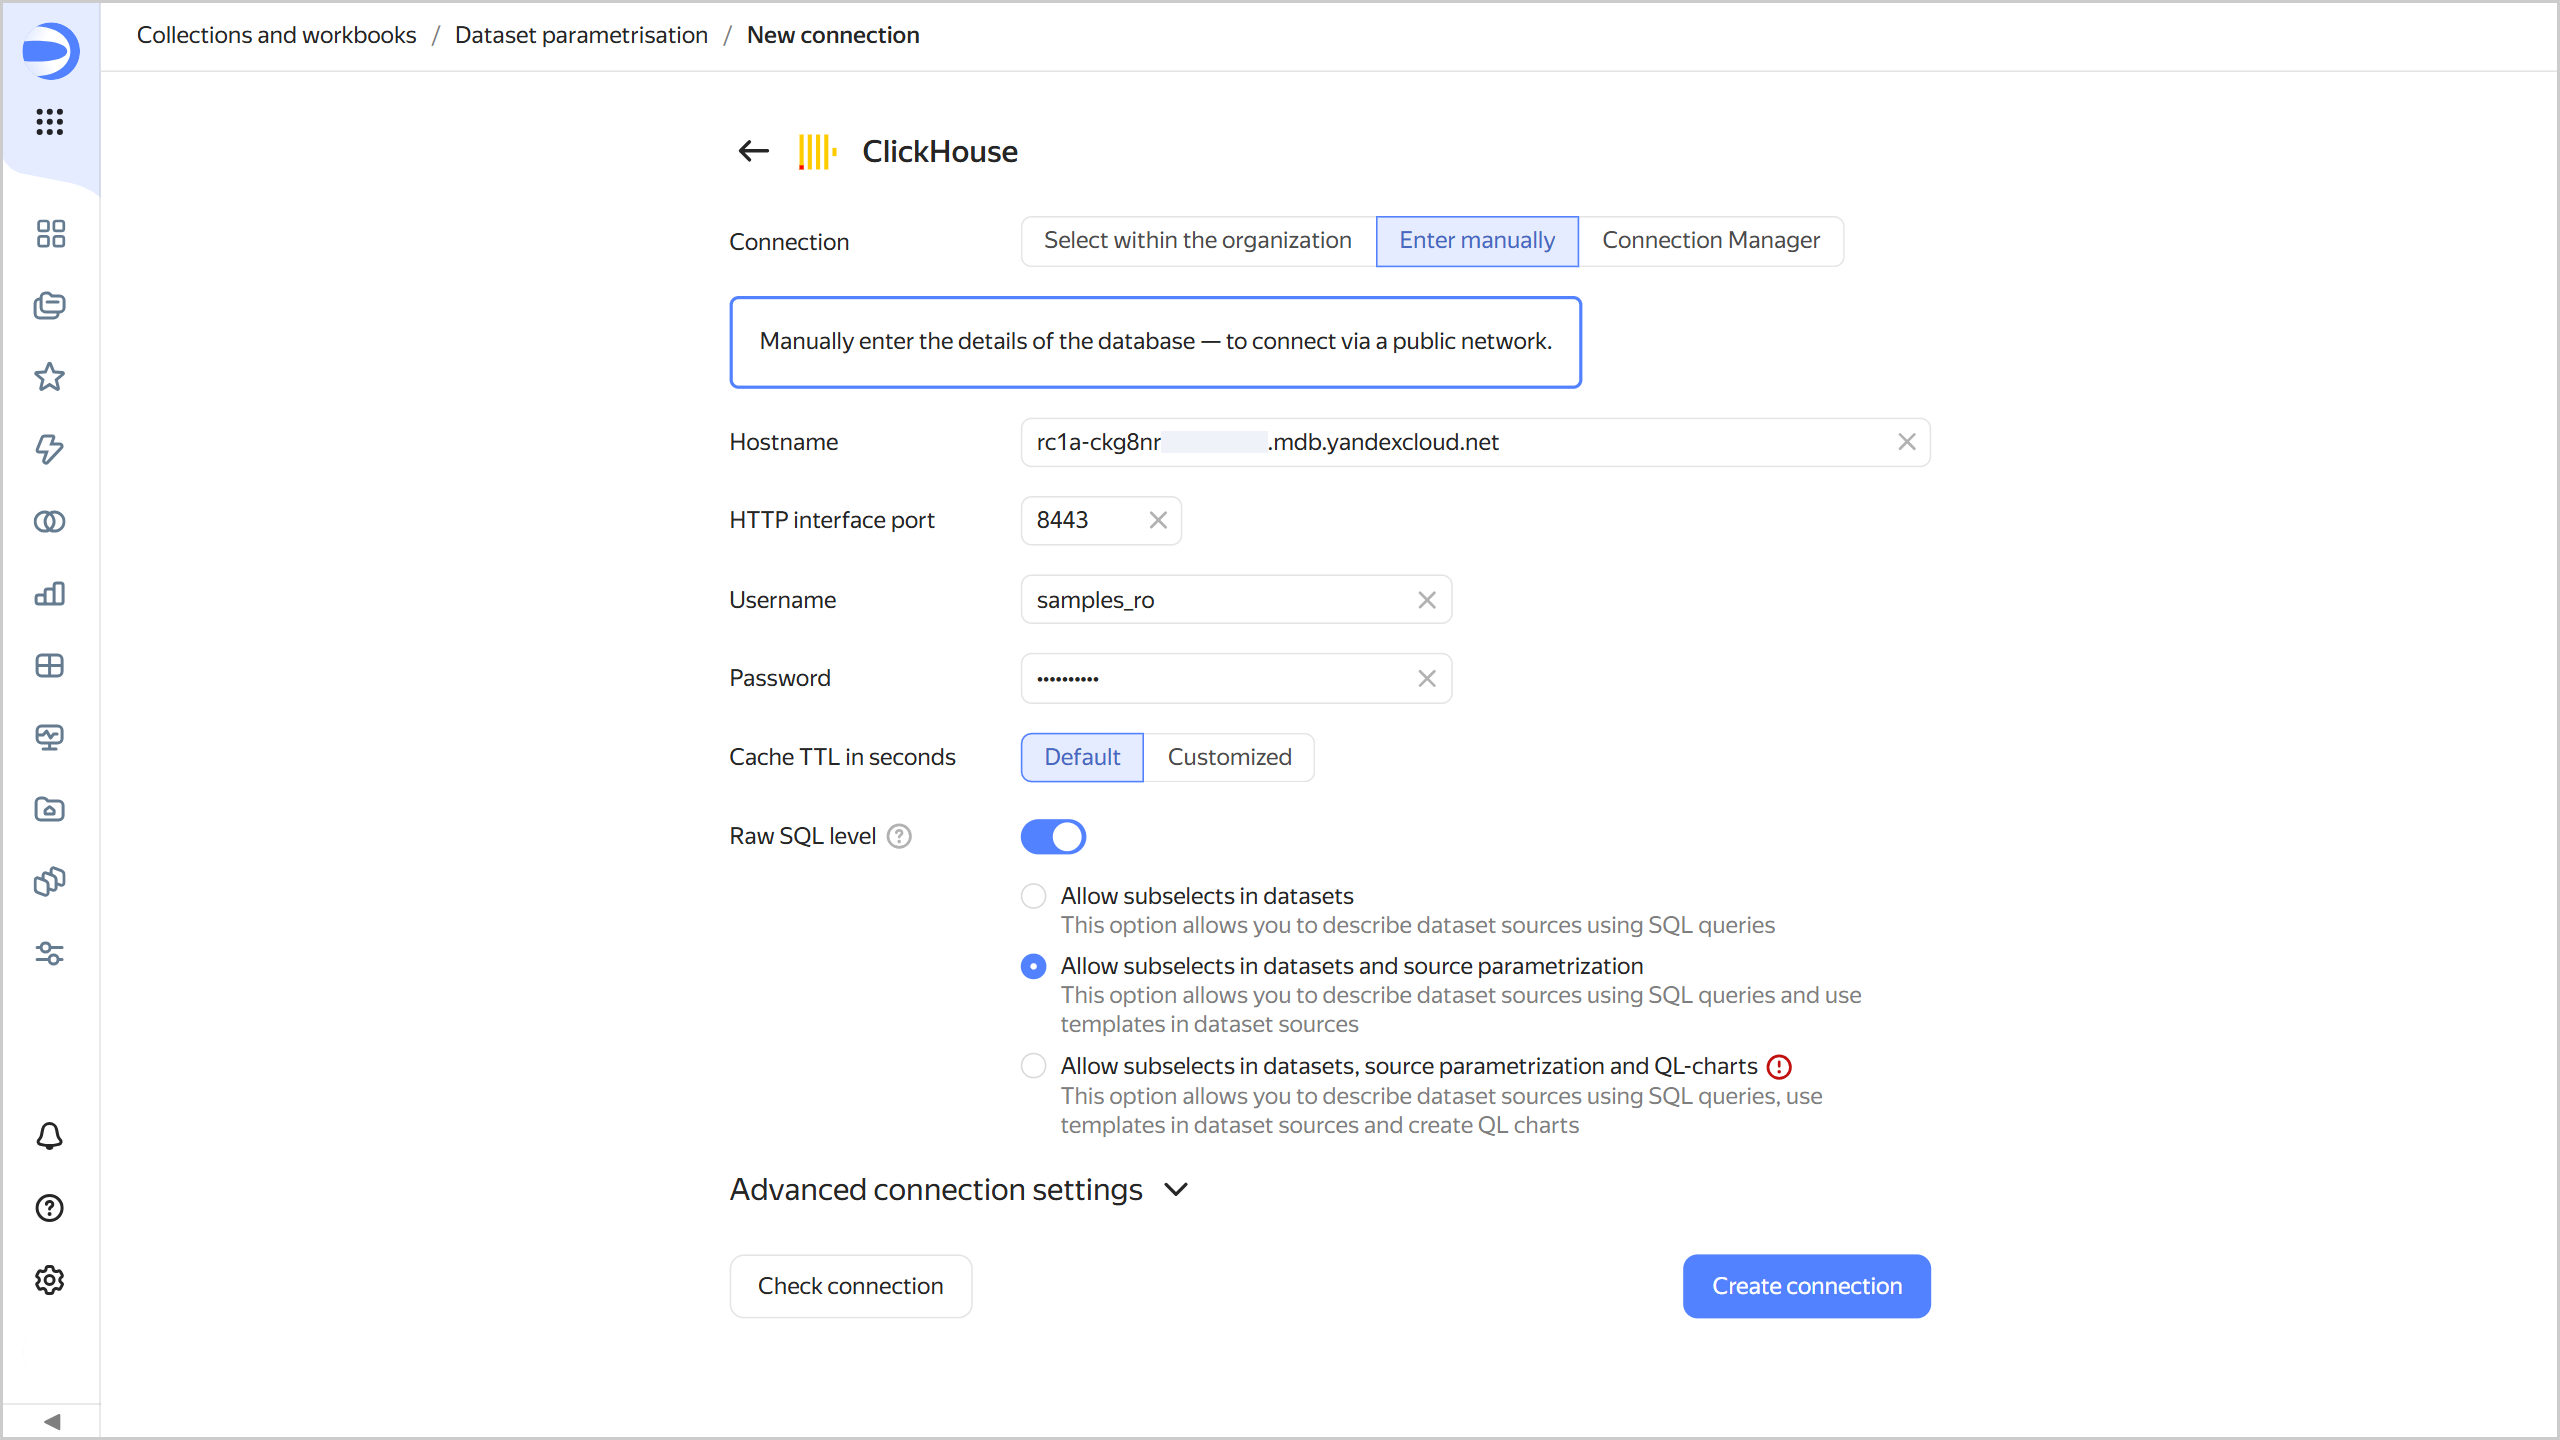 Collections and workbooks / Dataset parametrisation / New connection
ClickHouse
Connection Select within the organization Enter manually Connection Manager
Manually enter the details of the database — to connect via a public network.
Hostname rc1a-ckg8nr .mdb.yandexcloud.net
HTTP interface port 8443
Username samples_ro
Password ••••••••••
Cache TTL in seconds Default Customized
Raw SQL level
Allow subselects in datasets
This option allows you to describe dataset sources using SQL queries
Allow subselects in datasets and source parametrization
This option allows you to describe dataset sources using SQL queries and use
templates in dataset sources
Allow subselects in datasets, source parametrization and QL-charts
This option allows you to describe dataset sources using SQL queries, use
templates in dataset sources and create QL charts
Advanced connection settings
Check connection Create connection